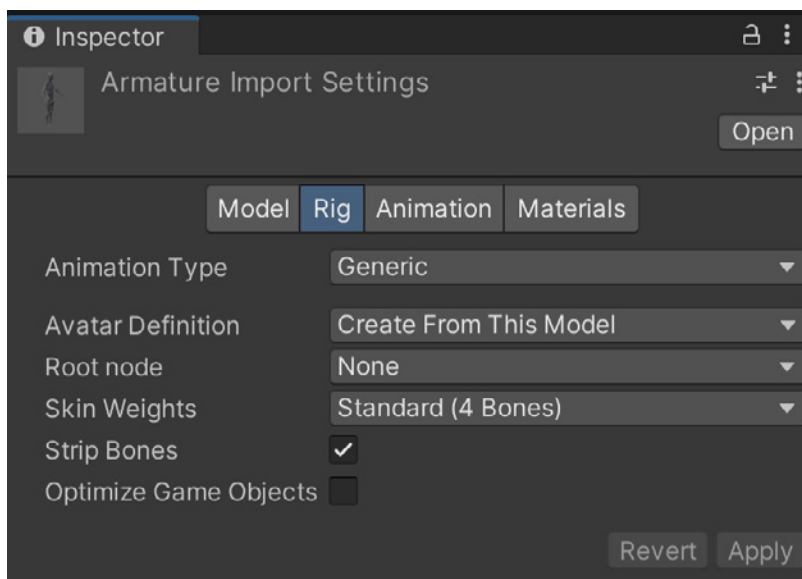 Inspector
Armature Import Settings
Open
Model Rig Animation Materials
Animation Type Generic
Avatar Definition Create From This Model
Root node None
Skin Weights Standard (4 Bones)
Strip Bones
Optimize Game Objects
Revert Apply